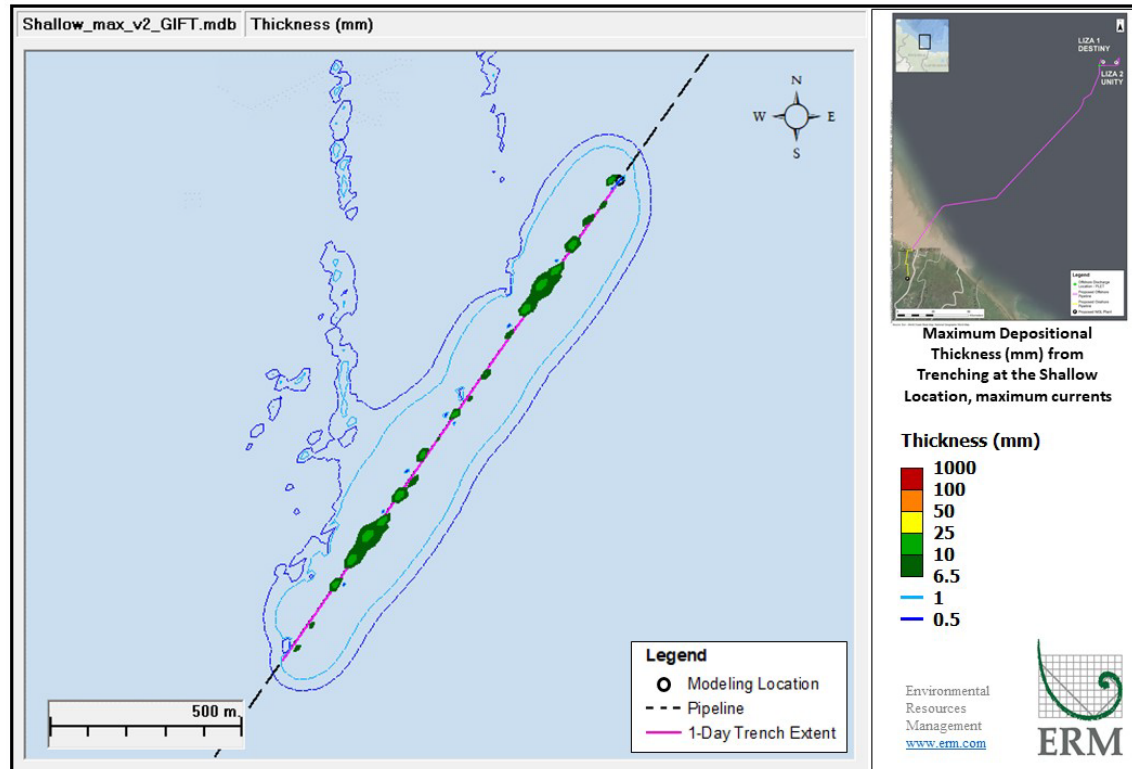 Shallow_max_v2_GIFT.mdb
Thickness (mm)
N
W
E
S
500 m
Legend
Modeling Location
Pipeline
1-Day Trench Extent
LIZA 1
DESTINY
LIZA 2
UNITY
Legend
Maximum Depositional
Thickness (mm) from
Trenching at the Shallow
Location, maximum currents
Thickness (mm)
1000
100
50
25
10
6.5
1
0.5
Environmental
Resources
Management
www.erm.com
ERM